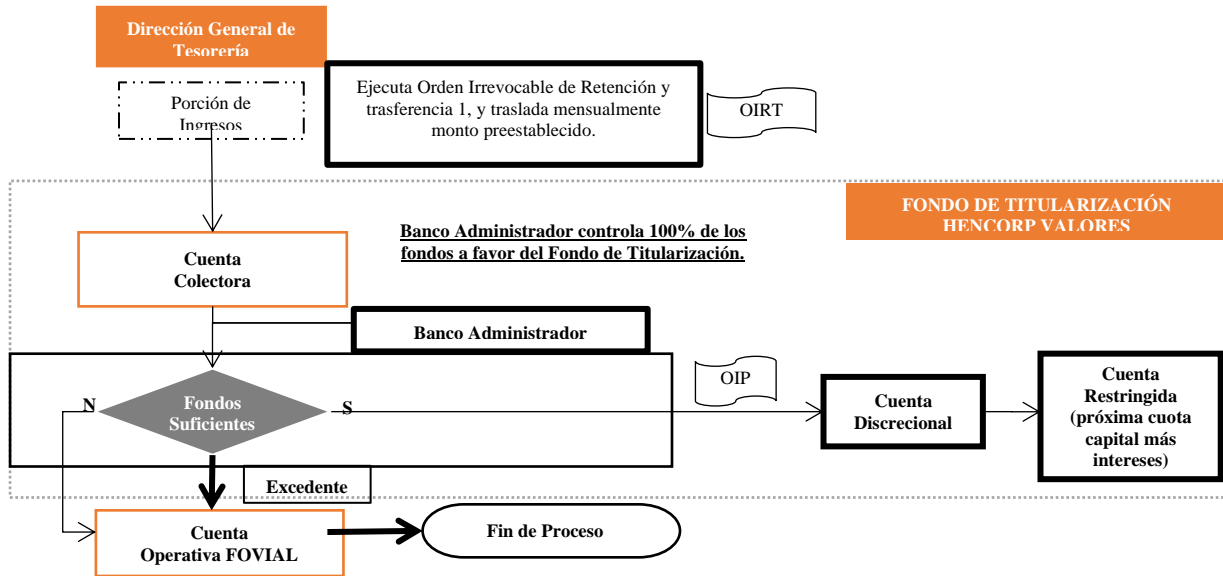 Dirección General de
Tesorería
Porción de
Ingresos
Ejecuta Orden Irrevocable de Retención y
trasferencia 1, y traslada mensualmente
monto preestablecido.
OIRT
FONDO DE TITULARIZACIÓN
HENCORP VALORES
Banco Administrador controla 100% de los
fondos a favor del Fondo de Titularización.
Cuenta
Colectora
Banco Administrador
OIP
N
Fondos
Suficientes
S
Cuenta
Discrecional
Cuenta
Restringida
(próxima cuota
capital más
intereses)
Excedente
Cuenta
Operativa FOVIAL
Fin de Proceso